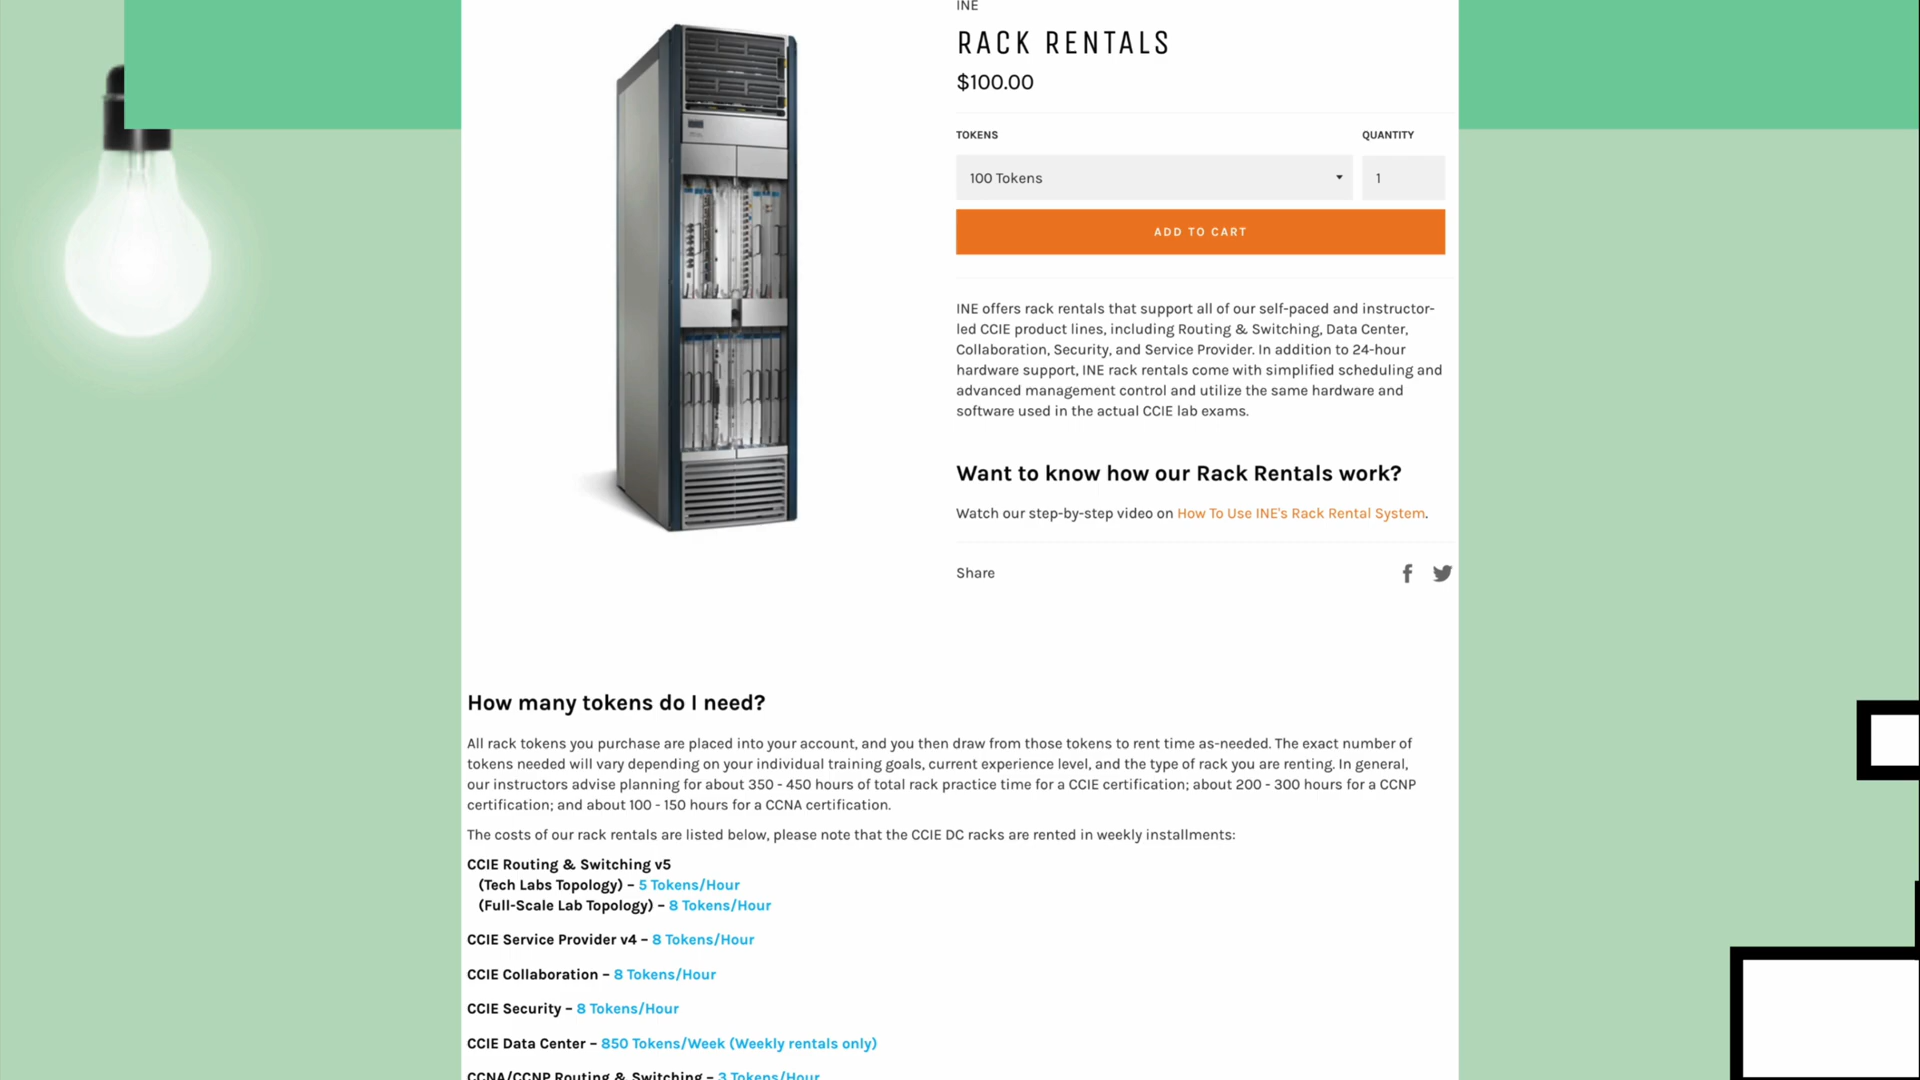 INE
RACK RENTALS
$100.00
TOKENS
QUANTITY
100 Tokens
1
ADD TO CART
INE offers rack rentals that support all of our self-paced and instructor-
led CCIE product lines, including Routing & Switching, Data Center,
Collaboration, Security, and Service Provider. In addition to 24-hour
hardware support, INE rack rentals come with simplified scheduling and
advanced management control and utilize the same hardware and
software used in the actual CCIE lab exams.
Want to know how our Rack Rentals work?
Watch our step-by-step video on How To Use INE's Rack Rental System.
Share
How many tokens do I need?
All rack tokens you purchase are placed into your account, and you then draw from those tokens to rent time as-needed. The exact number of
tokens needed will vary depending on your individual training goals, current experience level, and the type of rack you are renting. In general,
our instructors advise planning for about 350 - 450 hours of total rack practice time for a CCIE certification; about 200 - 300 hours for a CCNP
certification; and about 100 - 150 hours for a CCNA certification.
The costs of our rack rentals are listed below, please note that the CCIE DC racks are rented in weekly installments:
CCIE Routing & Switching v5
(Tech Labs Topology) – 5 Tokens/Hour
(Full-Scale Lab Topology) – 8 Tokens/Hour
CCIE Service Provider v4 – 8 Tokens/Hour
CCIE Collaboration – 8 Tokens/Hour
CCIE Security – 8 Tokens/Hour
CCIE Data Center – 850 Tokens/Week (Weekly rentals only)
CCNA/CCNP Routing & Switching – 3 Tokens/Hour